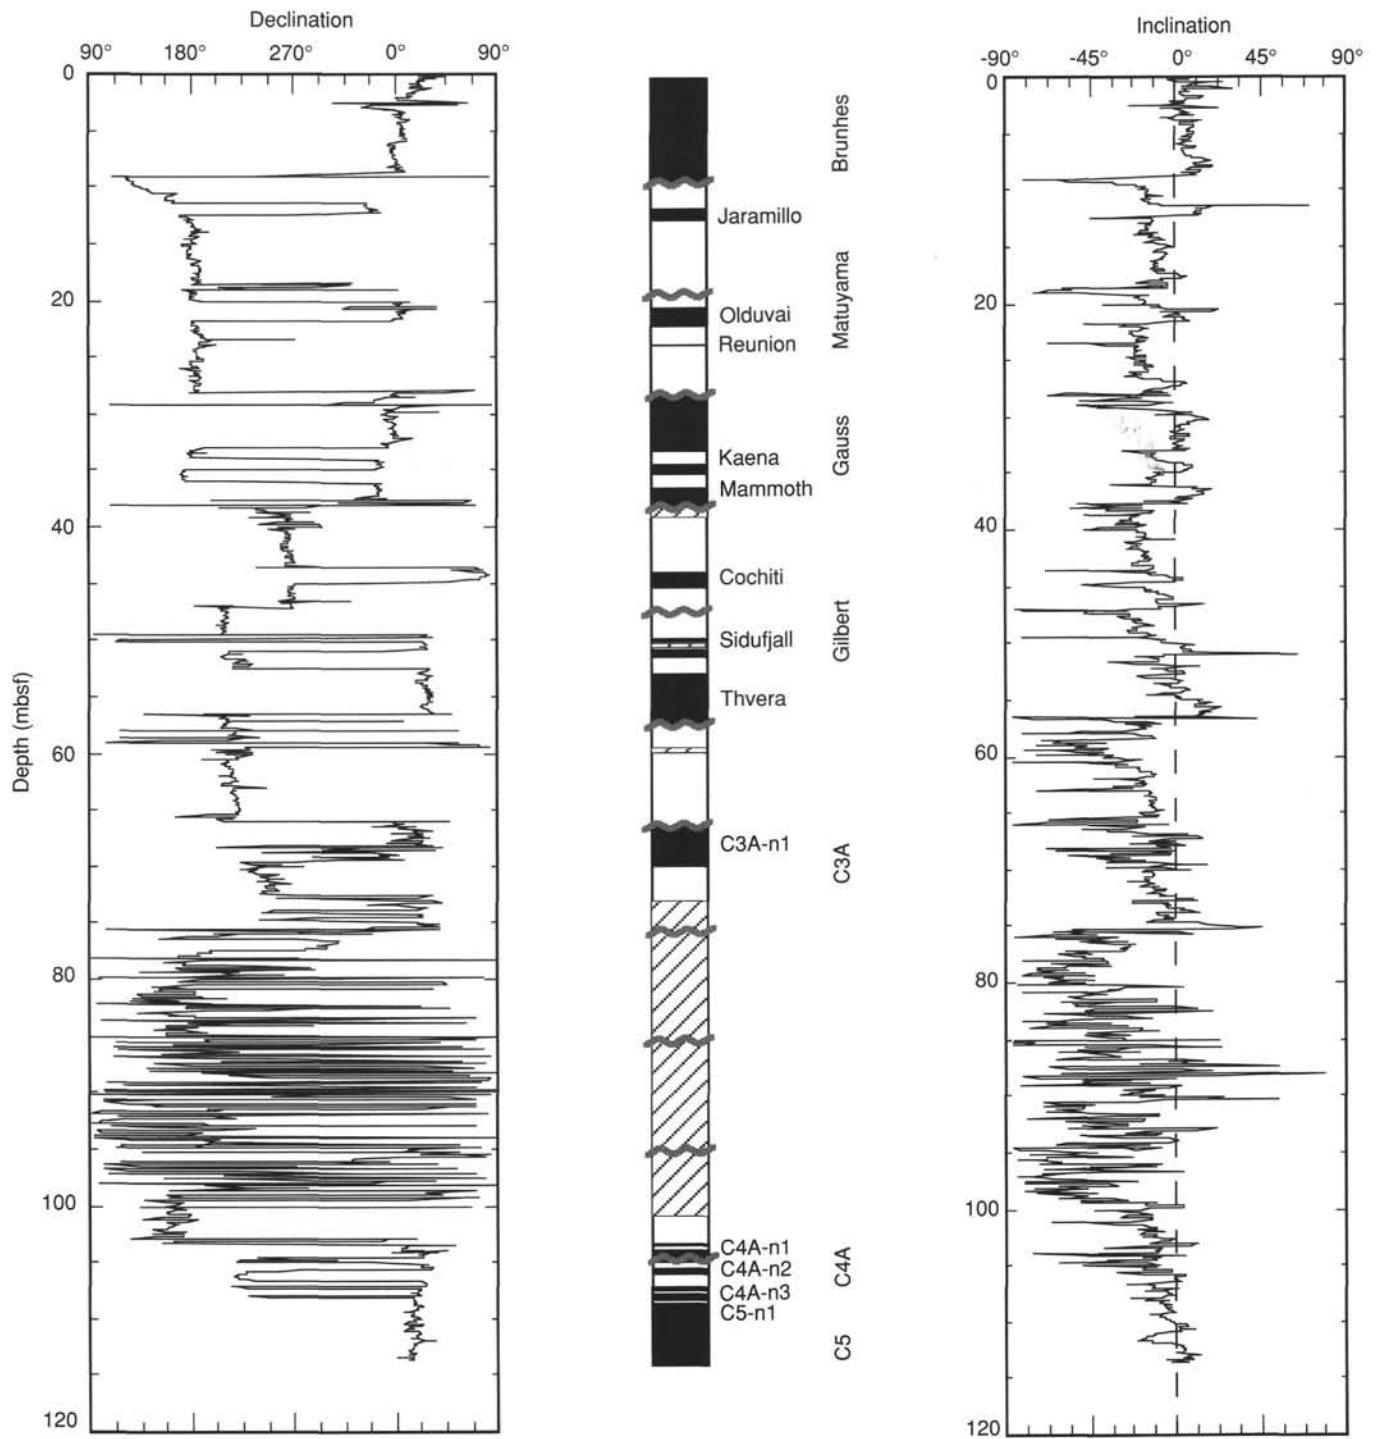 Declination
90° 180° 270° 0° 90°
Inclination
-90° -45° 0° 45° 90°
0
20
40
60
80
100
120
Depth (mbsf)
Jaramillo
Olduvai
Reunion
Kaena
Mammoth
Cochiti
Sidufjall
Thvera
C3A-n1
C4A-n1
C4A-n2
C4A-n3
C5-n1
Brunhes
Matuyama
Gauss
Gilbert
C3A
C4A
C5
0
20
40
60
80
100
120